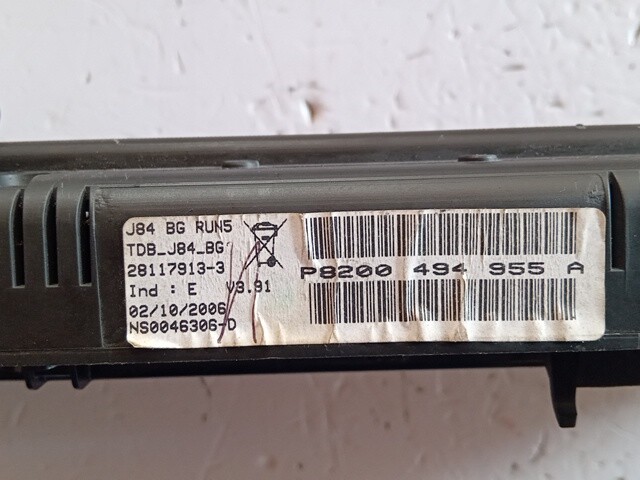 J84 BG RUN5
TDB_J84_BG
28117913-3
Ind : E V3.91
02/10/2006
NS0046306-D
P8200 494 955 A